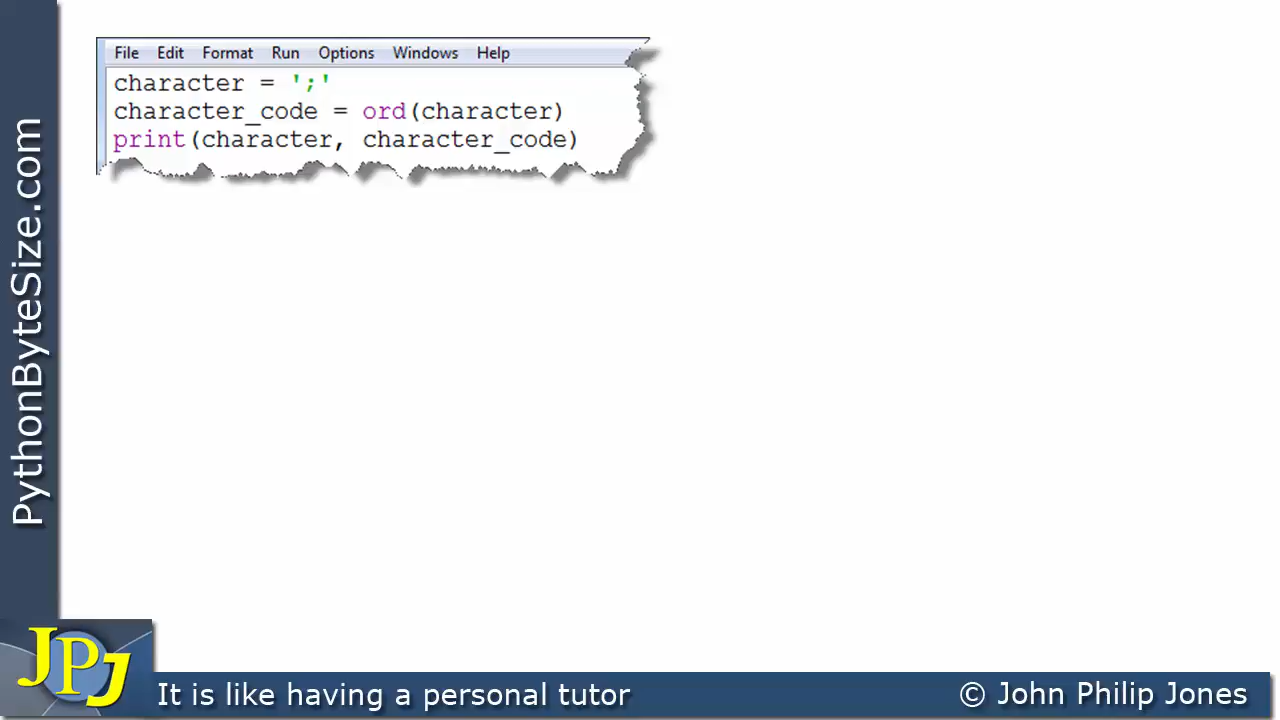 File Edit Format Run Options Windows Help
character = ';'
character_code = ord(character)
print(character, character_code)
PythonByteSize.com
JPJ
It is like having a personal tutor
© John Philip Jones